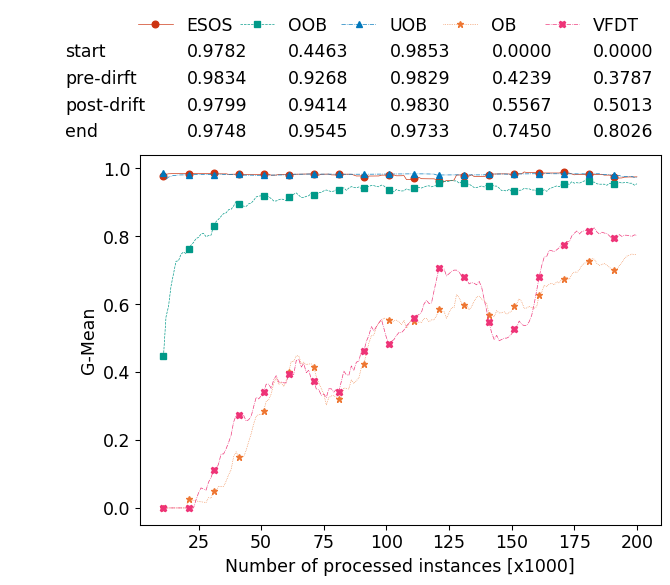 ESOS OOB UOB OB VFDT
start 0.9782 0.4463 0.9853 0.0000 0.0000
pre-dirft 0.9834 0.9268 0.9829 0.4239 0.3787
post-drift 0.9799 0.9414 0.9830 0.5567 0.5013
end 0.9748 0.9545 0.9733 0.7450 0.8026
1.0
0.8
0.6
0.4
0.2
0.0
G-Mean
25 50 75 100 125 150 175 200
Number of processed instances [x1000]